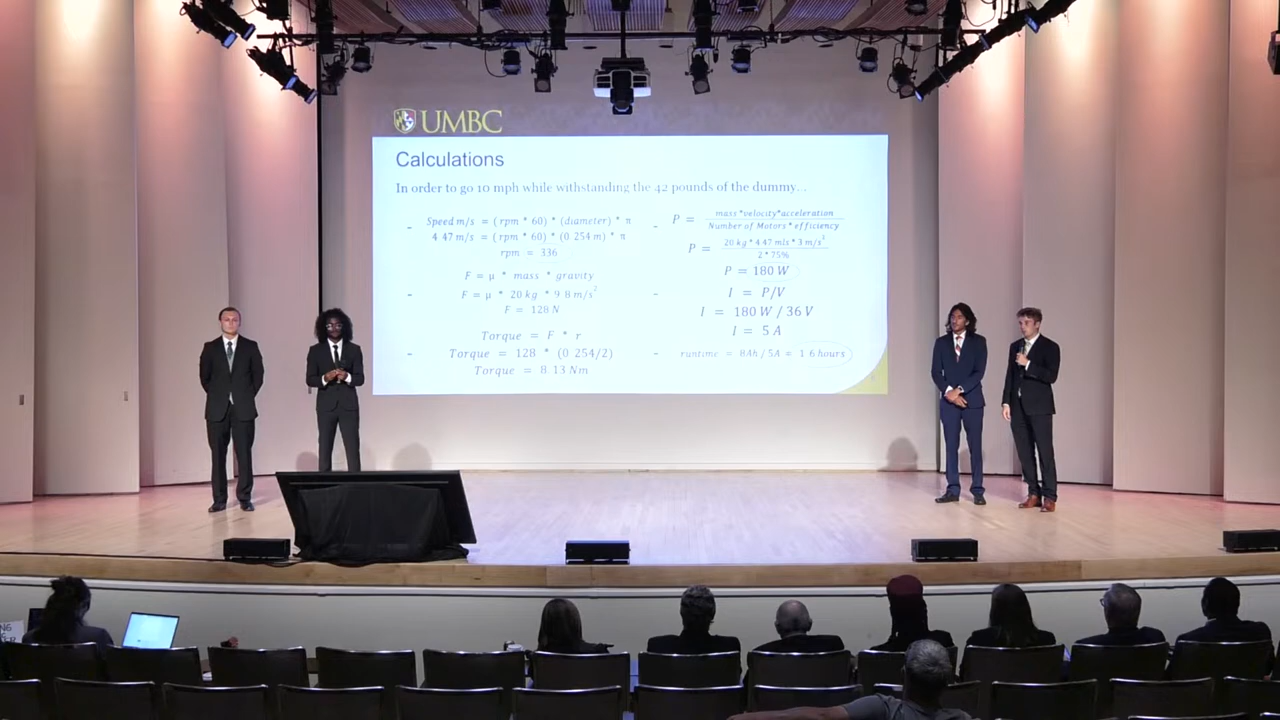 UMBC
Calculations
In order to go 10 mph while withstanding the 42 pounds of the dummy...
- Speed m/s = (rpm * 60) * (diameter) * π
4 47 m/s = (rpm * 60) * (0 254 m) * π
rpm = 336
F = μ * mass * gravity
- F = μ * 20 kg * 9 8 m/s²
F = 128 N
Torque = F * r
- Torque = 128 * (0 254/2)
Torque = 8.13 Nm
- P = mass*velocity*acceleration / Number of Motors * efficiency
P = 20 kg * 4 47 m/s * 3 m/s² / 2 * 75%
P = 180 W
- I = P/V
I = 180 W / 36 V
I = 5 A
- runtime = 8Ah / 5A = 1 6 hours